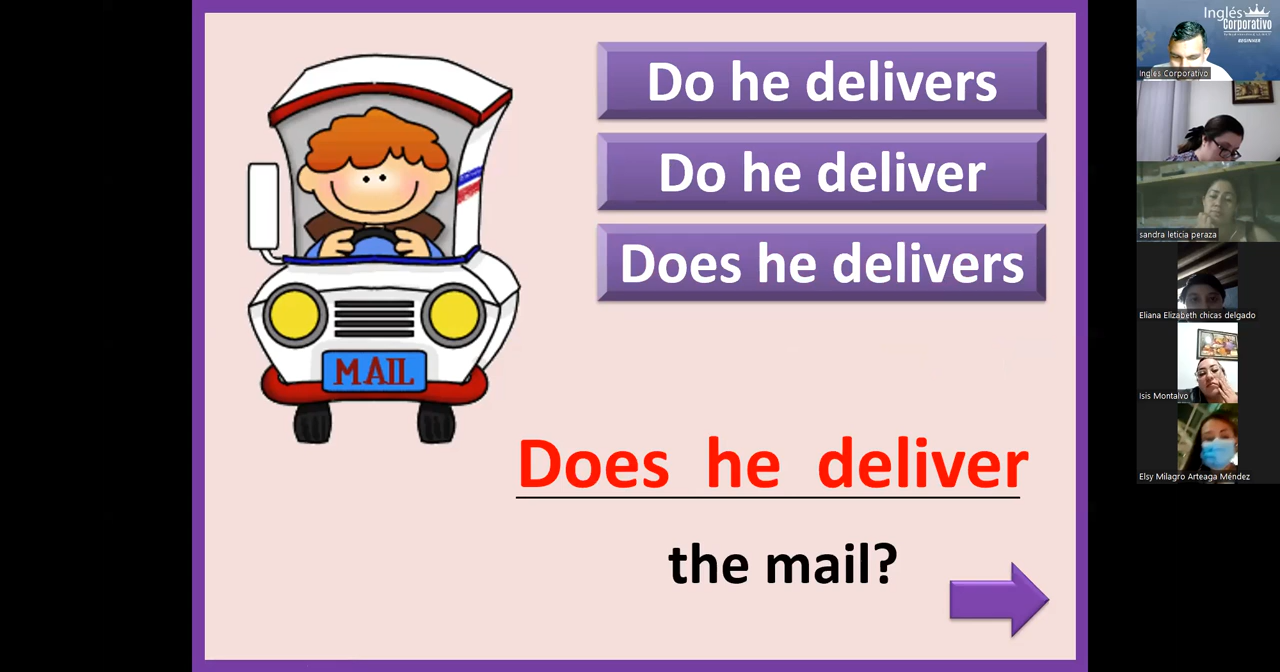 Do he delivers
Do he deliver
Does he delivers
MAIL
Does he deliver
the mail?
Inglés
Corporativo
BEGINNER
Inglés Corporativo
sandra leticia peraza
Eliana Elizabeth chicas delgado
Isis Montalvo
Elsy Milagro Arteaga Méndez